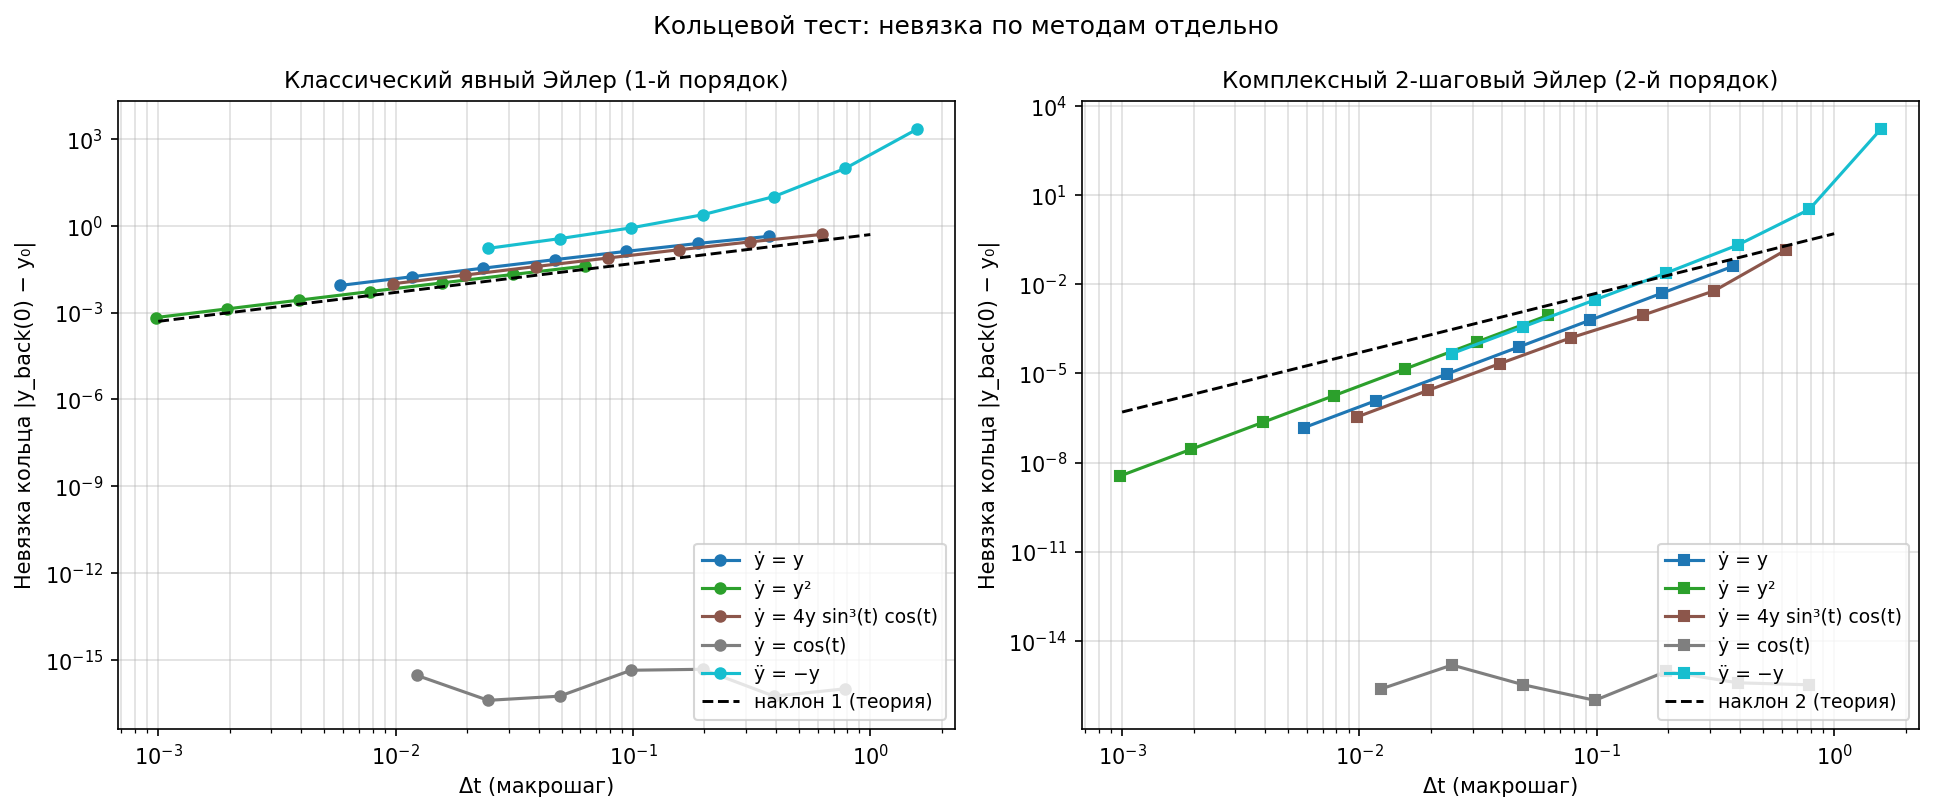 Кольцевой тест: невязка по методам отдельно
Классический явный Эйлер (1-й порядок)
Невязка кольца |y_back(0) − y₀|
10³
10⁰
10⁻³
10⁻⁶
10⁻⁹
10⁻¹²
10⁻¹⁵
ẏ = y
ẏ = y²
ẏ = 4y sin³(t) cos(t)
ẏ = cos(t)
ÿ = −y
наклон 1 (теория)
10⁻³ 10⁻² 10⁻¹ 10⁰
Δt (макрошаг)
Комплексный 2-шаговый Эйлер (2-й порядок)
Невязка кольца |y_back(0) − y₀|
10⁴
10¹
10⁻²
10⁻⁵
10⁻⁸
10⁻¹¹
10⁻¹⁴
ẏ = y
ẏ = y²
ẏ = 4y sin³(t) cos(t)
ẏ = cos(t)
ÿ = −y
наклон 2 (теория)
10⁻³ 10⁻² 10⁻¹ 10⁰
Δt (макрошаг)